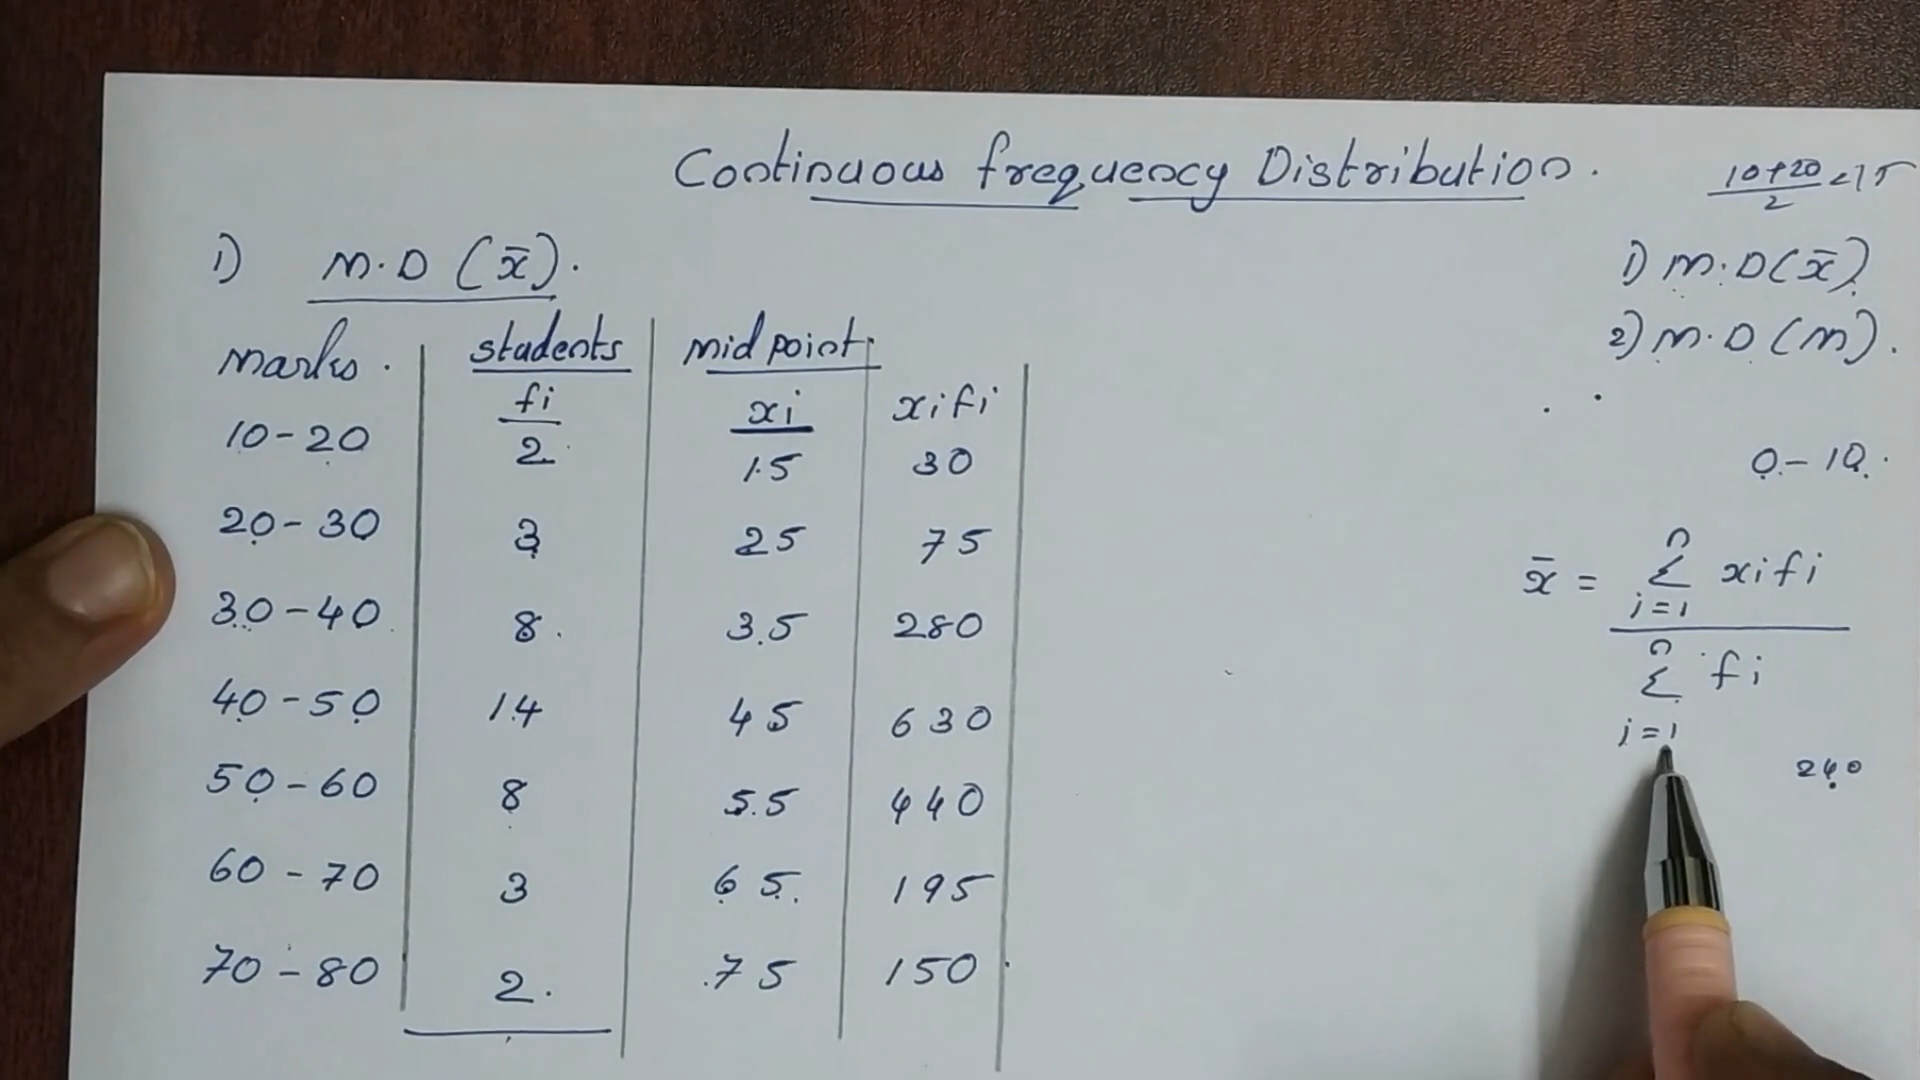 Continuous frequency Distribution.
10+20/2 = 15
1) M.D (x̄).
1) M.D(x̄)
2) M.D (M).
Marks. students mid point
fi xi xifi
10-20 2 15 30
0-10.
20-30 3 25 75
30-40 8 35 280
40-50 14 45 630
50-60 8 55 440
60-70 3 65 195
70-80 2 75 150
x̄ = n Σ i=1 xifi
n Σ i=1 fi
240